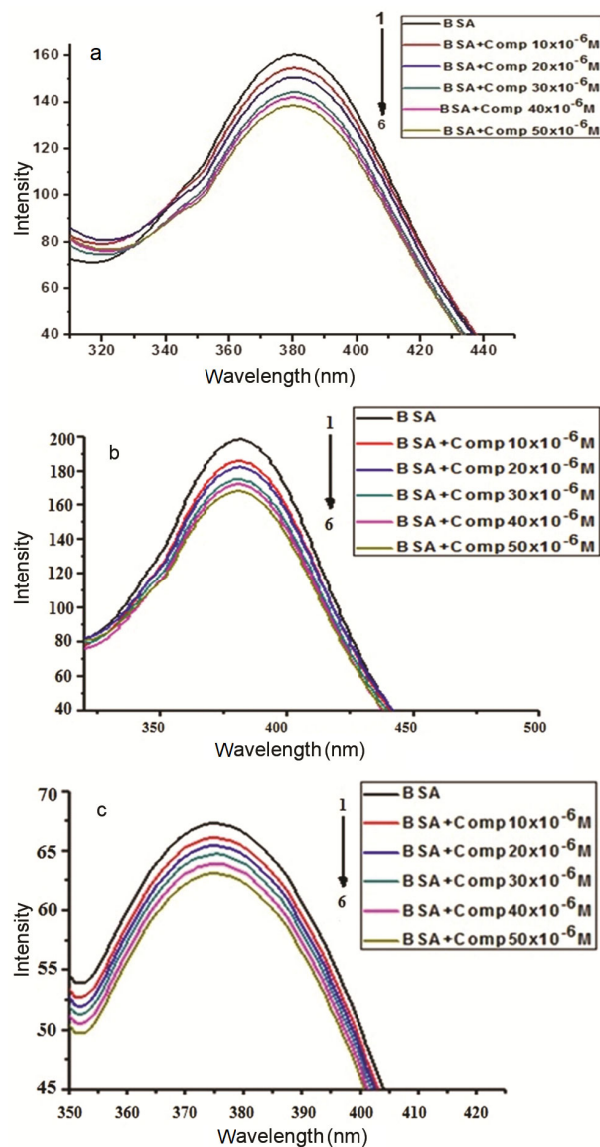 a
1
6
BSA
BSA+Comp 10x10-6M
BSA+Comp 20x10-6M
BSA+Comp 30x10-6M
BSA+Comp 40x10-6M
BSA+Comp 50x10-6M
160
140
120
100
80
60
40
Intensity
320 340 360 380 400 420 440
Wavelength (nm)
b
1
6
BSA
BSA+Comp 10x10-6M
BSA+Comp 20x10-6M
BSA+Comp 30x10-6M
BSA+Comp 40x10-6M
BSA+Comp 50x10-6M
200
180
160
140
120
100
80
60
40
Intensity
350 400 450 500
Wavelength (nm)
c
1
6
BSA
BSA+Comp 10x10-6M
BSA+Comp 20x10-6M
BSA+Comp 30x10-6M
BSA+Comp 40x10-6M
BSA+Comp 50x10-6M
70
65
60
55
50
45
Intensity
350 360 370 380 390 400 410 420
Wavelength (nm)